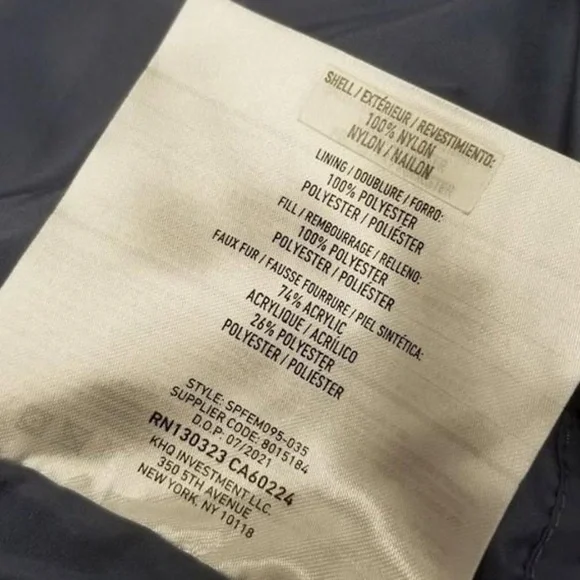 SHELL / EXTÉRIEUR / REVESTIMIENTO:
100% NYLON
NYLON / NAILON
LINING / DOUBLURE / FORRO:
100% POLYESTER
POLYESTER / POLIÉSTER
FILL / REMBOURRAGE / RELLENO:
100% POLYESTER
POLYESTER / POLIÉSTER
FAUX FUR / FAUSSE FOURRURE / PIEL SINTÉTICA:
74% ACRYLIC
ACRYLIQUE / ACRILICO
26% POLYESTER
POLYESTER / POLIÉSTER
STYLE: SPFEM095-035
SUPPLIER CODE: 8015184
D.O.P: 07/2021
RN130323 CA60224
KHQ INVESTMENT LLC.
350 5TH AVENUE
NEW YORK, NY 10118